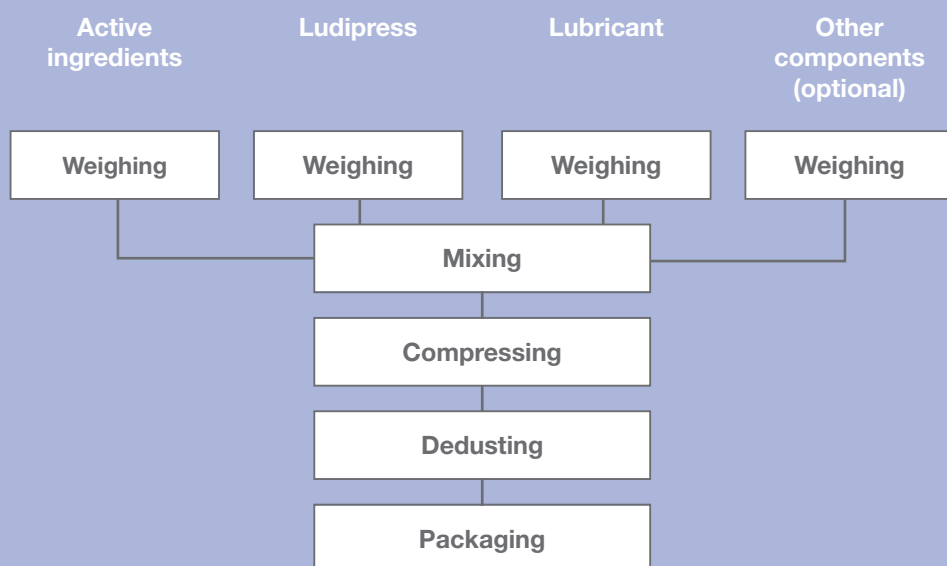 Active
ingredients
Ludipress
Lubricant
Other
components
(optional)
Weighing
Weighing
Weighing
Weighing
Mixing
Compressing
Dedusting
Packaging